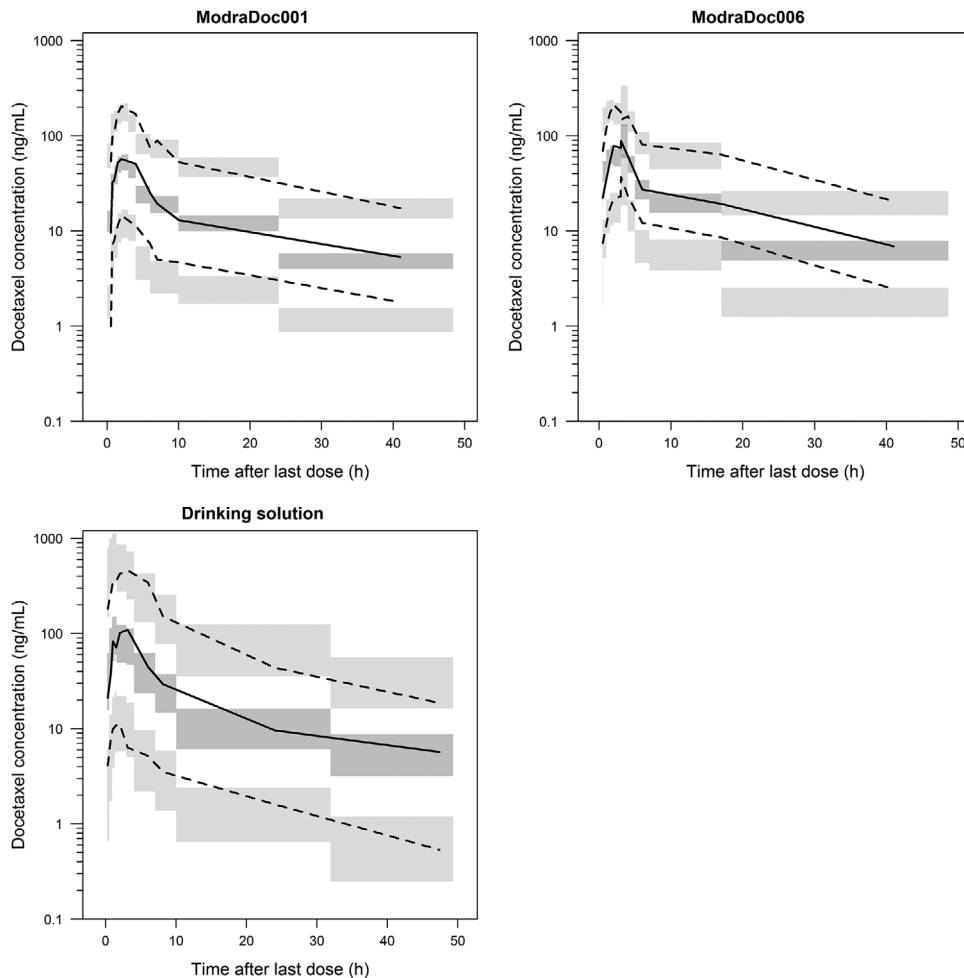 ModraDoc001
Docetaxel concentration (ng/mL)
1000
100
10
1
0.1
0 10 20 30 40 50
Time after last dose (h)
ModraDoc006
Docetaxel concentration (ng/mL)
1000
100
10
1
0.1
0 10 20 30 40 50
Time after last dose (h)
Drinking solution
Docetaxel concentration (ng/mL)
1000
100
10
1
0.1
0 10 20 30 40 50
Time after last dose (h)